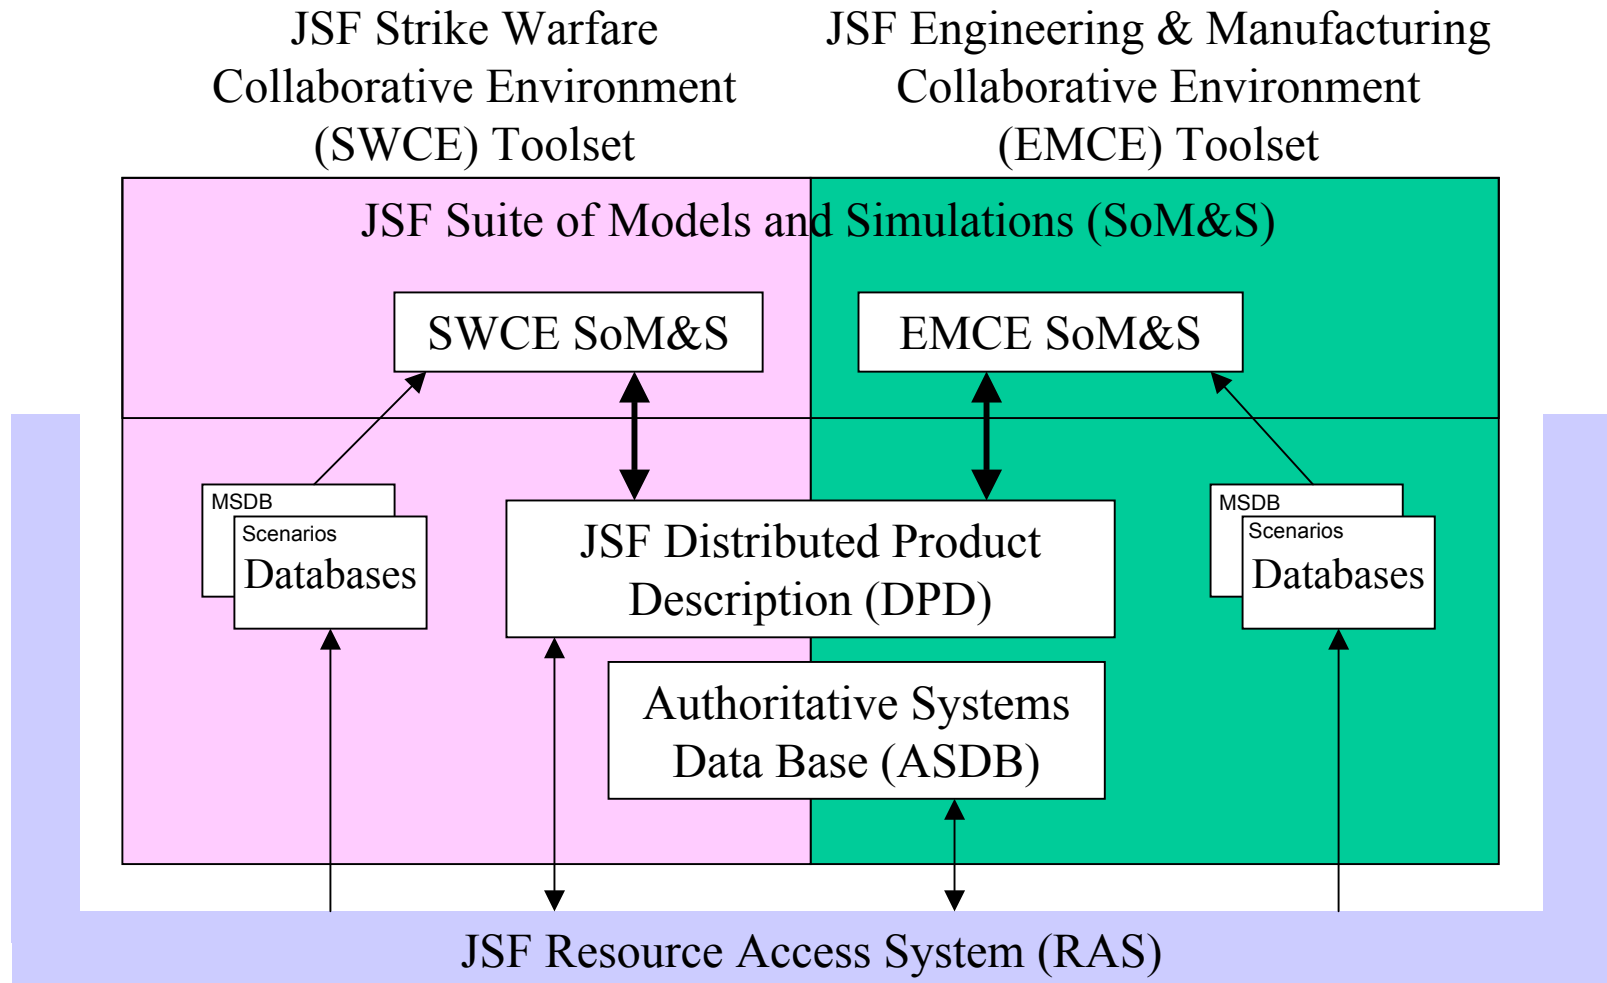 JSF Strike Warfare
Collaborative Environment
(SWCE) Toolset
JSF Engineering & Manufacturing
Collaborative Environment
(EMCE) Toolset
JSF Suite of Models and Simulations (SoM&S)
SWCE SoM&S
EMCE SoM&S
MSDB
Scenarios
Databases
JSF Distributed Product
Description (DPD)
MSDB
Scenarios
Databases
Authoritative Systems
Data Base (ASDB)
JSF Resource Access System (RAS)